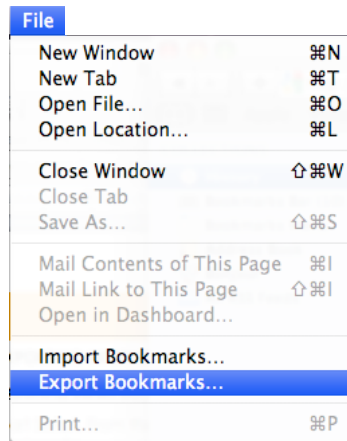 File
New Window ⌘N
New Tab ⌘T
Open File... ⌘O
Open Location... ⌘L
Close Window ⇧⌘W
Close Tab
Save As... ⇧⌘S
Mail Contents of This Page ⌘I
Mail Link to This Page ⇧⌘I
Open in Dashboard...
Import Bookmarks...
Export Bookmarks...
Print... ⌘P